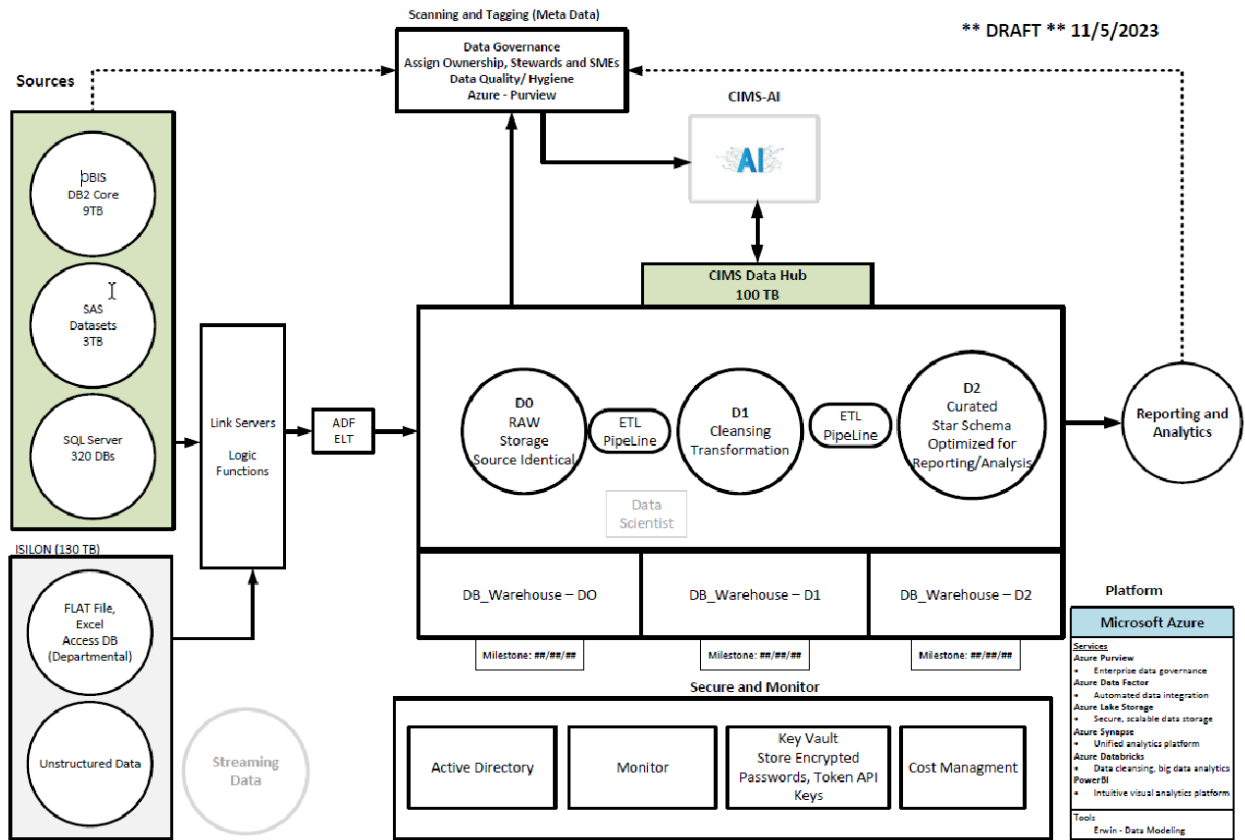 Scanning and Tagging (Meta Data)
** DRAFT ** 11/5/2023
Data Governance
Assign Ownership, Stewards and SMEs
Data Quality/ Hygiene
Azure - Purview
Sources
CIMS-AI
AI
DBIS
DB2 Core
9TB
SAS
Datasets
3TB
SQL Server
320 DBs
Link Servers
Logic
Functions
ADF
ELT
CIMS Data Hub
100 TB
D0
RAW
Storage
Source Identical
ETL
PipeLine
D1
Cleansing
Transformation
ETL
PipeLine
D2
Curated
Star Schema
Optimized for
Reporting/Analysis
Reporting and
Analytics
Data
Scientist
ISILON (130 TB)
FLAT File,
Excel
Access DB
(Departmental)
Unstructured Data
Streaming
Data
DB_Warehouse – DO
DB_Warehouse – D1
DB_Warehouse – D2
Milestone: ##/##/##
Milestone: ##/##/##
Milestone: ##/##/##
Secure and Monitor
Active Directory
Monitor
Key Vault
Store Encrypted
Passwords, Token API
Keys
Cost Managment
Platform
Microsoft Azure
Services
Azure Purview
• Enterprise data governance
Azure Data Factor
• Automated data integration
Azure Lake Storage
• Secure, scalable data storage
Azure Synapse
• Unified analytics platform
Azure Databricks
• Data cleansing, big data analytics
PowerBI
• Intuitive visual analytics platform
Tools
Erwin - Data Modeling